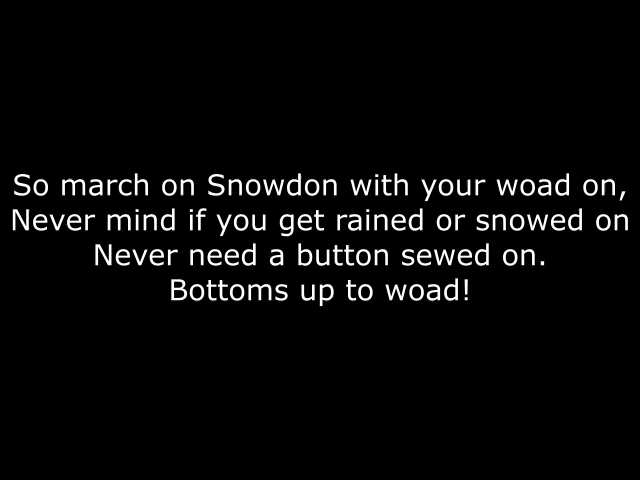 So march on Snowdon with your woad on,
Never mind if you get rained or snowed on
Never need a button sewed on.
Bottoms up to woad!